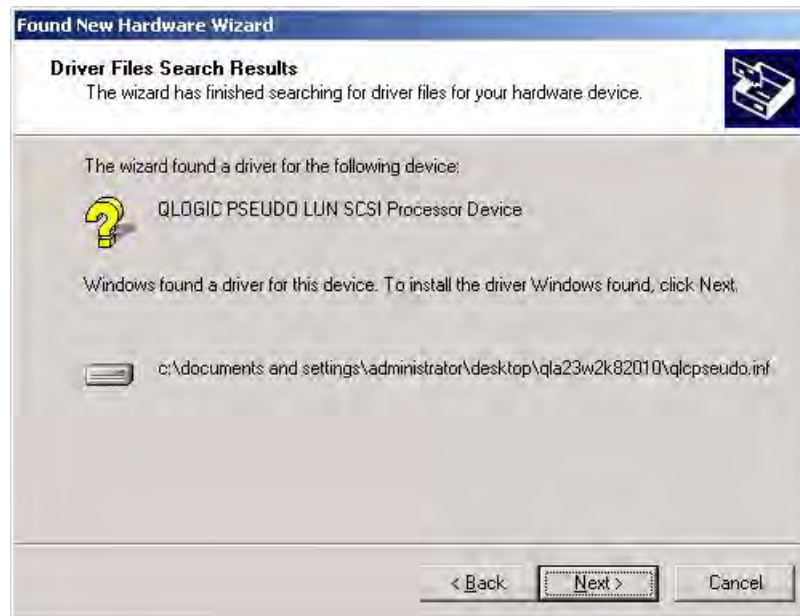 Found New Hardware Wizard
Driver Files Search Results
The wizard has finished searching for driver files for your hardware device.
The wizard found a driver for the following device:
QLOGIC PSEUDO LUN SCSI Processor Device
Windows found a driver for this device. To install the driver Windows found, click Next.
c:\documents and settings\administrator\desktop\qla23w2k82010\qlcpseudo.inf
< Back Next > Cancel